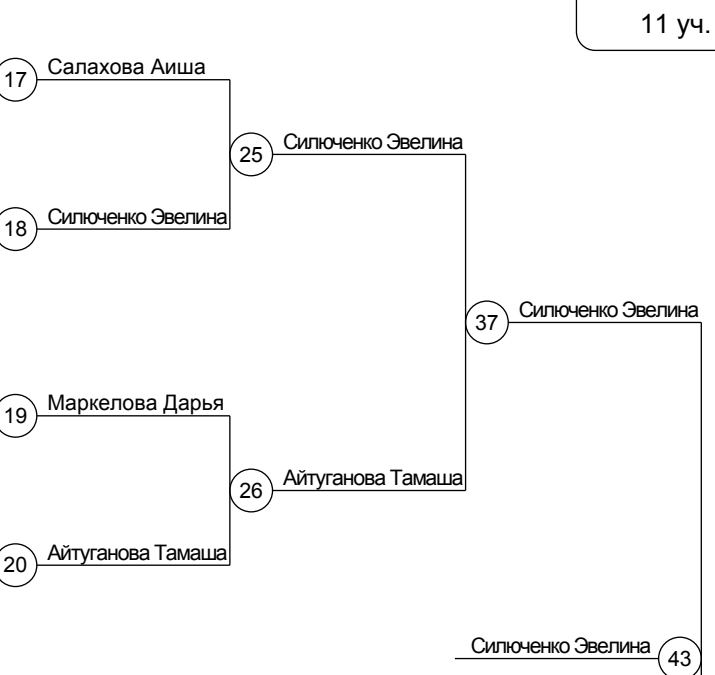 11 уч.
17 Салахова Аиша
25 Силюченко Эвелина
18 Силюченко Эвелина
37 Силюченко Эвелина
19 Маркелова Дарья
26 Айтуганова Тамаша
20 Айтуганова Тамаша
Силюченко Эвелина 43